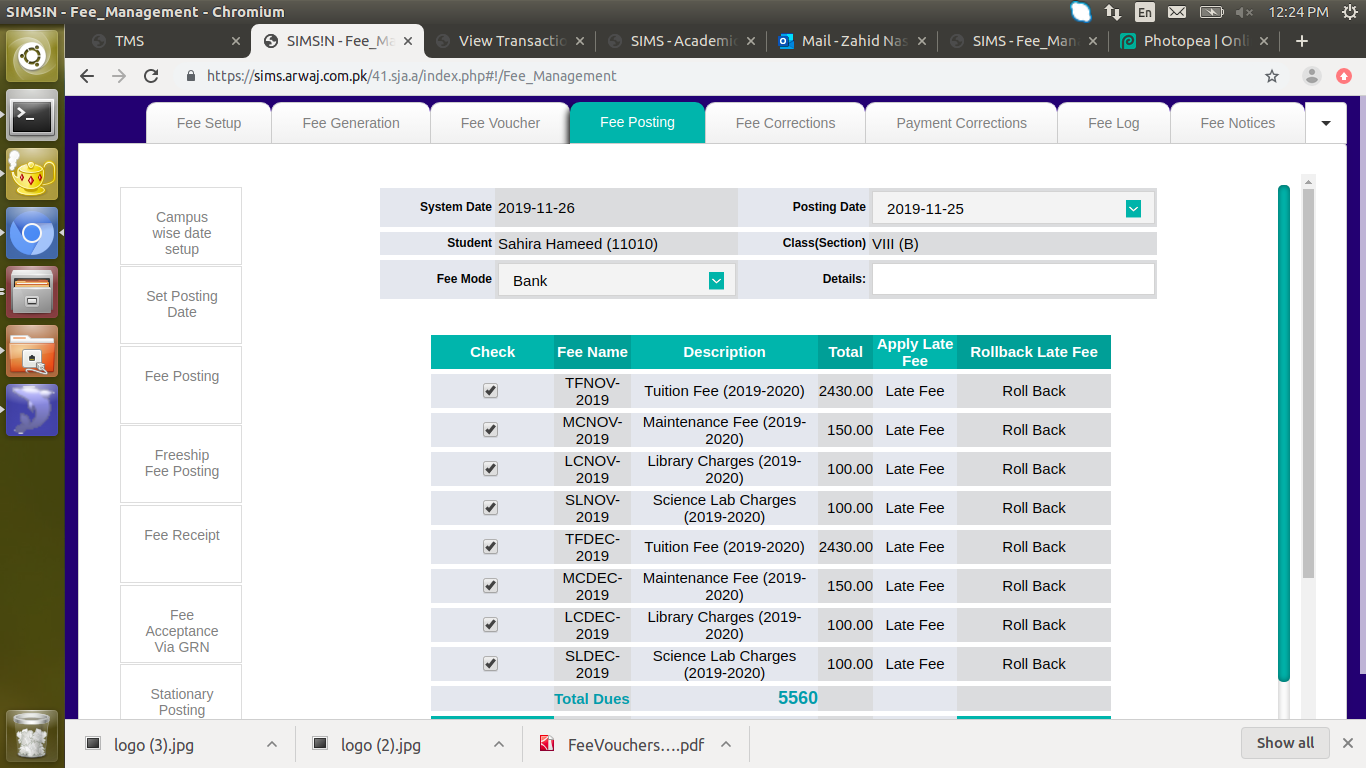 SIMS!N - Fee_Management - Chromium
En
12:24 PM
TMS
SIMS!N - Fee_Ma
View Transactio
SIMS - Academi
Mail - Zahid Nas
SIMS - Fee_Man
Photopea | Onl
https://sims.arwaj.com.pk/41.sja.a/index.php#!/Fee_Management
Fee Setup
Fee Generation
Fee Voucher
Fee Posting
Fee Corrections
Payment Corrections
Fee Log
Fee Notices
Campus
wise date
setup
Set Posting
Date
Fee Posting
Freeship
Fee Posting
Fee Receipt
Fee
Acceptance
Via GRN
Stationary
Posting
System Date 2019-11-26 Posting Date 2019-11-25
Student Sahira Hameed (11010) Class(Section) VIII (B)
Fee Mode Bank Details:
Check Fee Name Description Total Apply Late Fee Rollback Late Fee
TFNOV-2019 Tuition Fee (2019-2020) 2430.00 Late Fee Roll Back
MCNOV-2019 Maintenance Fee (2019-2020) 150.00 Late Fee Roll Back
LCNOV-2019 Library Charges (2019-2020) 100.00 Late Fee Roll Back
SLNOV-2019 Science Lab Charges (2019-2020) 100.00 Late Fee Roll Back
TFDEC-2019 Tuition Fee (2019-2020) 2430.00 Late Fee Roll Back
MCDEC-2019 Maintenance Fee (2019-2020) 150.00 Late Fee Roll Back
LCDEC-2019 Library Charges (2019-2020) 100.00 Late Fee Roll Back
SLDEC-2019 Science Lab Charges (2019-2020) 100.00 Late Fee Roll Back
Total Dues 5560
logo (3).jpg
logo (2).jpg
FeeVouchers....pdf
Show all